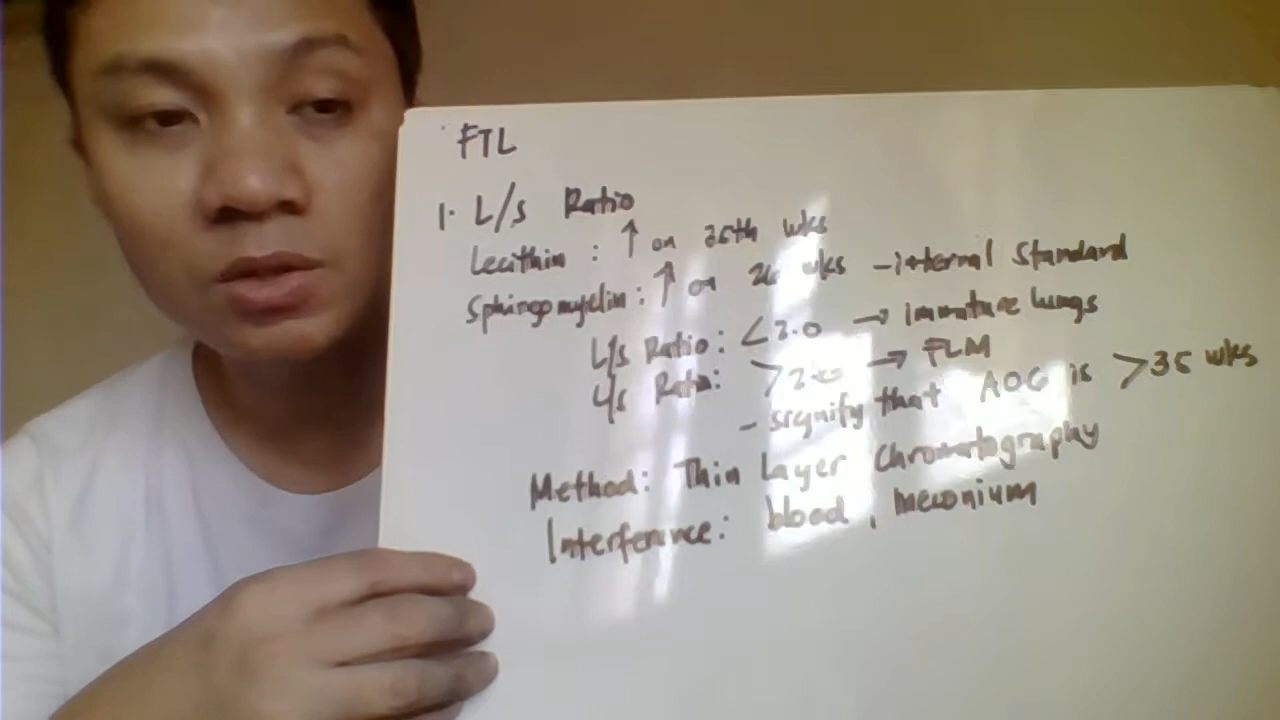 FTL
1. L/s Ratio
Lecithin : ↑ on 35th wks
Sphingomyelin : ↑ on 26 wks - internal standard
L/s Ratio : < 2.0 → immature lungs
L/s Ratio : > 2.0 → FLM
- signify that AOG is > 35 wks
Method : Thin Layer Chromatography
Interference : blood , meconium